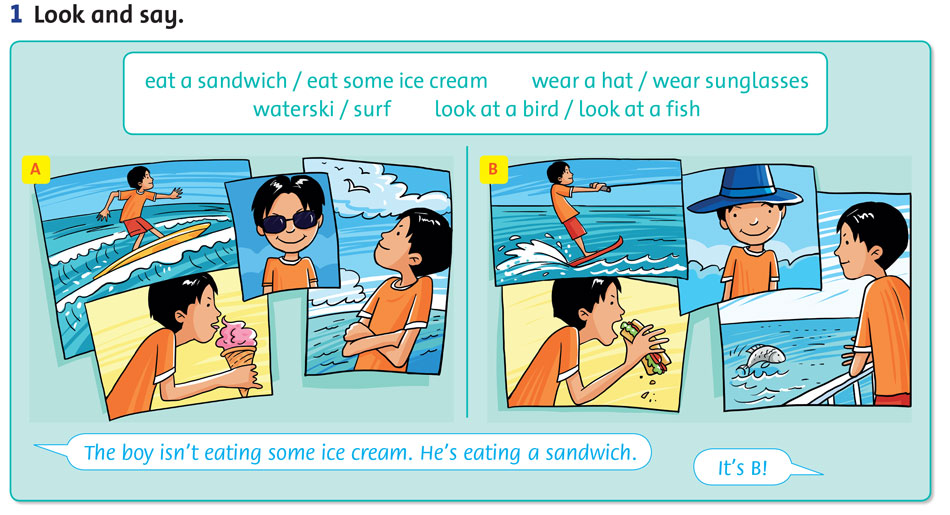 1 Look and say.
eat a sandwich / eat some ice cream wear a hat / wear sunglasses
waterski / surf look at a bird / look at a fish
A
B
The boy isn't eating some ice cream. He's eating a sandwich.
It's B!